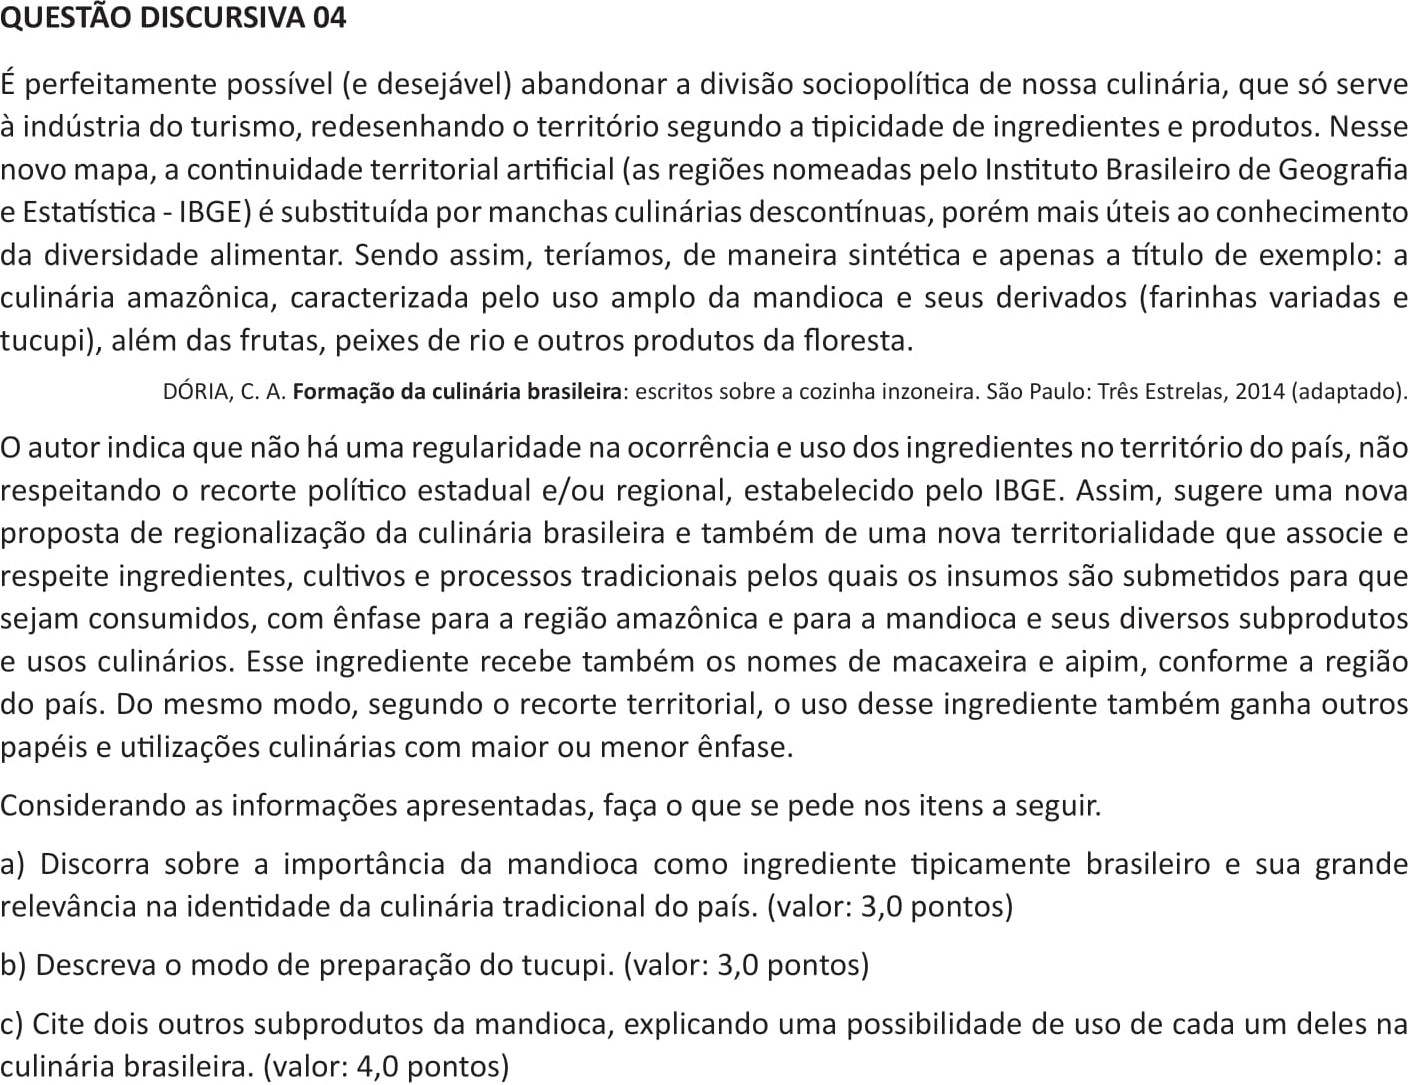 QUESTÃO DISCURSIVA 04
É perfeitamente possível (e desejável) abandonar a divisão sociopolítica de nossa culinária, que só serve
à indústria do turismo, redesenhando o território segundo a tipicidade de ingredientes e produtos. Nesse
novo mapa, a continuidade territorial artificial (as regiões nomeadas pelo Instituto Brasileiro de Geografia
e Estatística - IBGE) é substituída por manchas culinárias descontínuas, porém mais úteis ao conhecimento
da diversidade alimentar. Sendo assim, teríamos, de maneira sintética e apenas a título de exemplo: a
culinária amazônica, caracterizada pelo uso amplo da mandioca e seus derivados (farinhas variadas e
tucupi), além das frutas, peixes de rio e outros produtos da floresta.
DÓRIA, C. A. Formação da culinária brasileira: escritos sobre a cozinha inzoneira. São Paulo: Três Estrelas, 2014 (adaptado).
O autor indica que não há uma regularidade na ocorrência e uso dos ingredientes no território do país, não
respeitando o recorte político estadual e/ou regional, estabelecido pelo IBGE. Assim, sugere uma nova
proposta de regionalização da culinária brasileira e também de uma nova territorialidade que associe e
respeite ingredientes, cultivos e processos tradicionais pelos quais os insumos são submetidos para que
sejam consumidos, com ênfase para a região amazônica e para a mandioca e seus diversos subprodutos
e usos culinários. Esse ingrediente recebe também os nomes de macaxeira e aipim, conforme a região
do país. Do mesmo modo, segundo o recorte territorial, o uso desse ingrediente também ganha outros
papéis e utilizações culinárias com maior ou menor ênfase.
Considerando as informações apresentadas, faça o que se pede nos itens a seguir.
a) Discorra sobre a importância da mandioca como ingrediente tipicamente brasileiro e sua grande
relevância na identidade da culinária tradicional do país. (valor: 3,0 pontos)
b) Descreva o modo de preparação do tucupi. (valor: 3,0 pontos)
c) Cite dois outros subprodutos da mandioca, explicando uma possibilidade de uso de cada um deles na
culinária brasileira. (valor: 4,0 pontos)